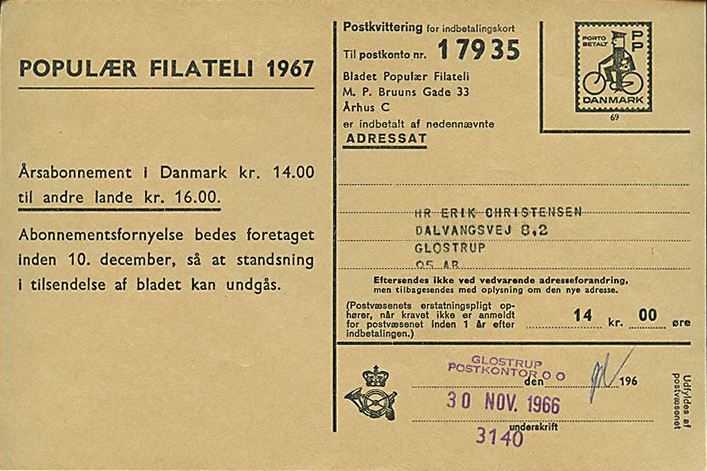 POPULÆR FILATELI 1967
Årsabonnement i Danmark kr. 14.00
til andre lande kr. 16.00.
Abonnementsfornyelse bedes foretaget
inden 10. december, så at standsning
i tilsendelse af bladet kan undgås.
Postkvittering for indbetalingskort
Til postkonto nr. 17935
Bladet Populær Filateli
M. P. Bruuns Gade 33
Århus C
er indbetalt af nedennævnte
ADRESSAT
PORTO
BETALT
PP
DANMARK
69
HR ERIK CHRISTENSEN
DALVANGSVEJ 8,2
GLOSTRUP
05 AB
Eftersendes ikke ved vedvarende adresseforandring,
men tilbagesendes med oplysning om den nye adresse.
(Postvæsenets erstatningspligt op-
hører, når kravet ikke er anmeldt
for postvæsenet inden 1 år efter
indbetalingen.)
14 kr. 00 øre
GLOSTRUP
POSTKONTOR 00
den 196
30 NOV. 1966
underskrift
3140
Udfyldes af
postvæsenet